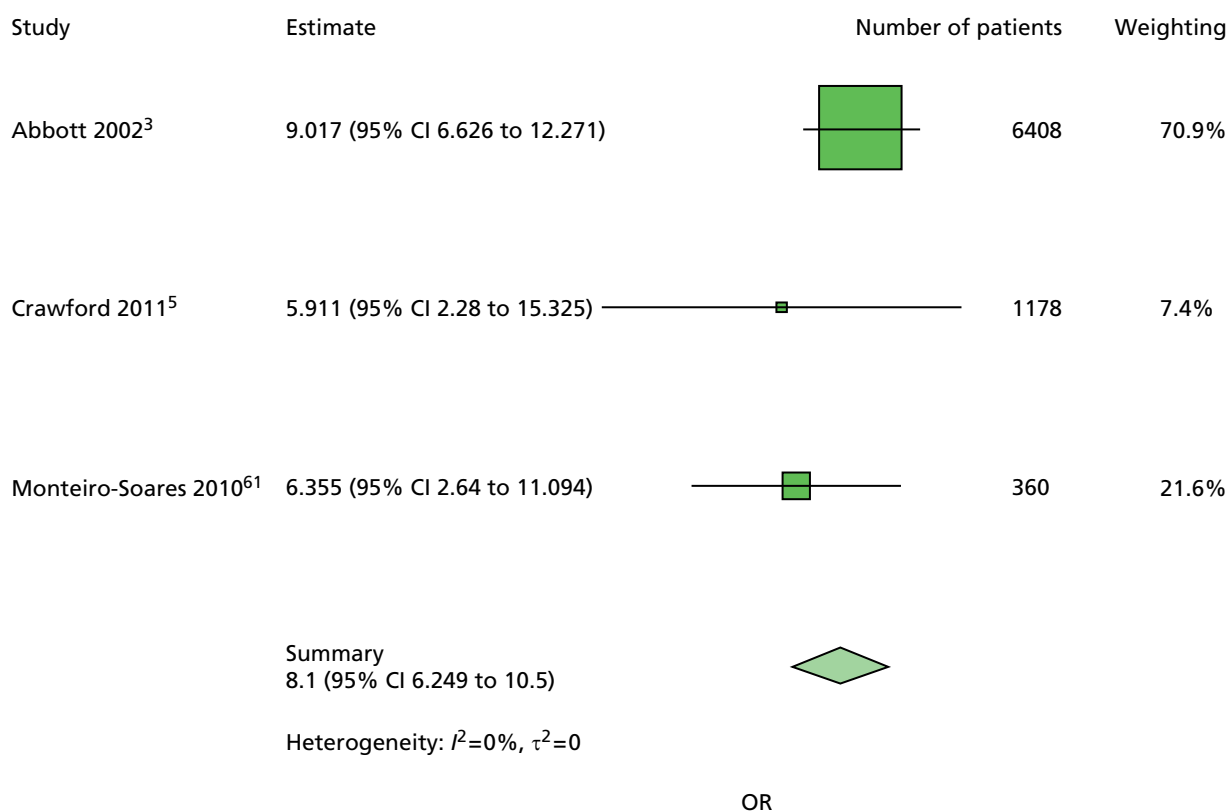 Study Estimate Number of patients Weighting
Abbott 2002³ 9.017 (95% CI 6.626 to 12.271) 6408 70.9%
Crawford 2011⁵ 5.911 (95% CI 2.28 to 15.325) 1178 7.4%
Monteiro-Soares 2010⁶¹ 6.355 (95% CI 2.64 to 11.094) 360 21.6%
Summary
8.1 (95% CI 6.249 to 10.5)
Heterogeneity: I²=0%, τ²=0
OR